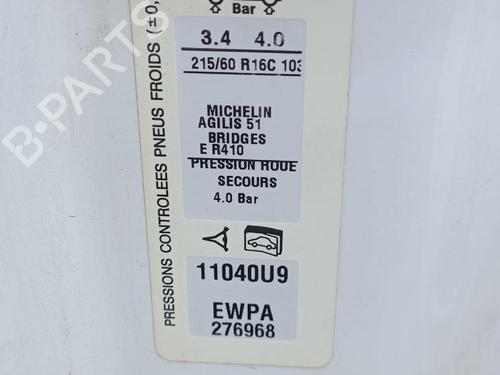 Bar
3.4 4.0
215/60 R16C 103
MICHELIN
AGILIS 51
BRIDGES
E R410
PRESSION ROUE
SECOURS
4.0 Bar
11040U9
EWPA
276968
PRESSIONS CONTROLEES PNEUS FROIDS (±0,
B-PARTS